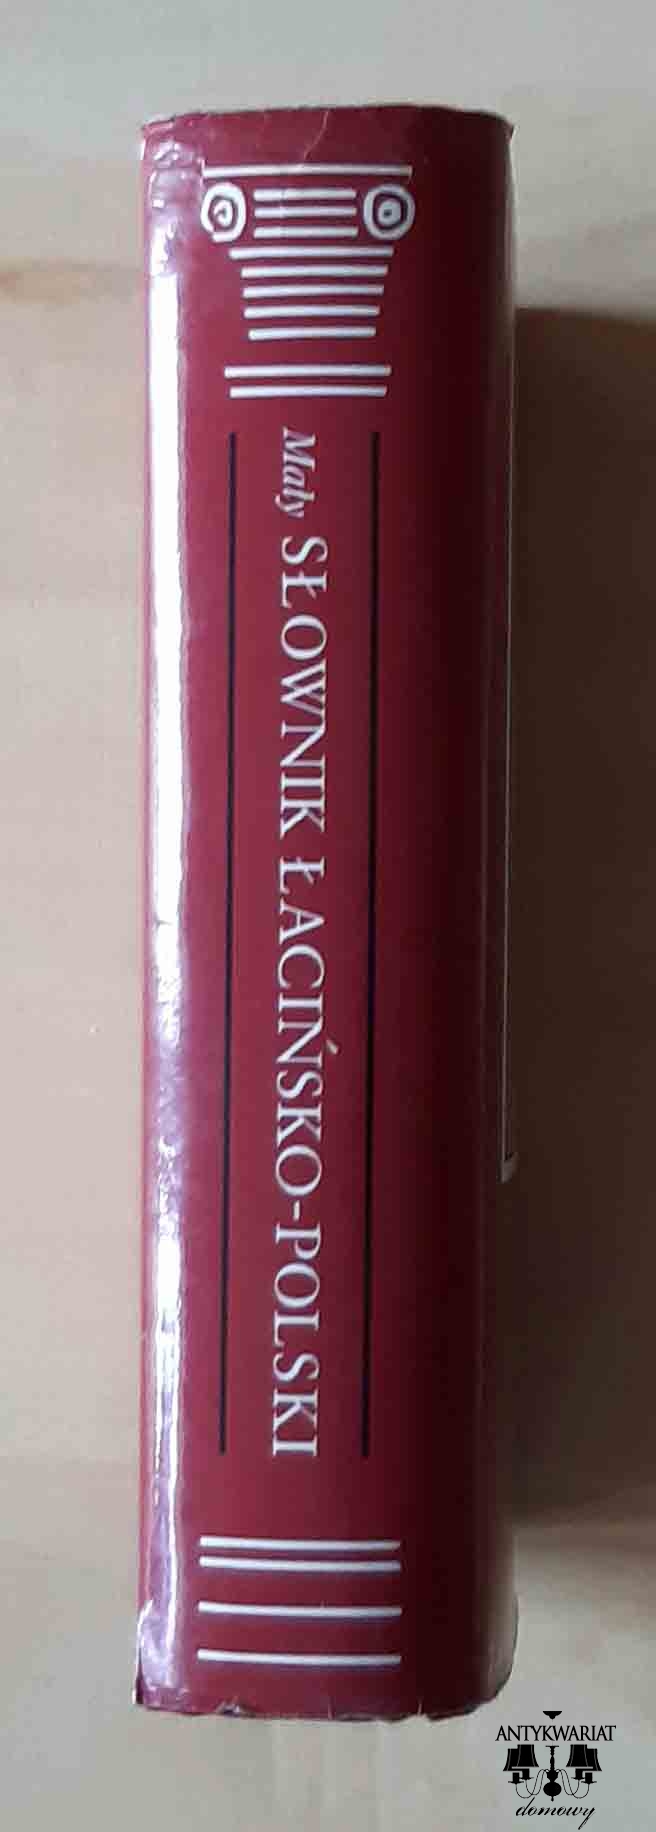 Mały SŁOWNIK ŁACIŃSKO-POLSKI
ANTYKWARIAT
domowy